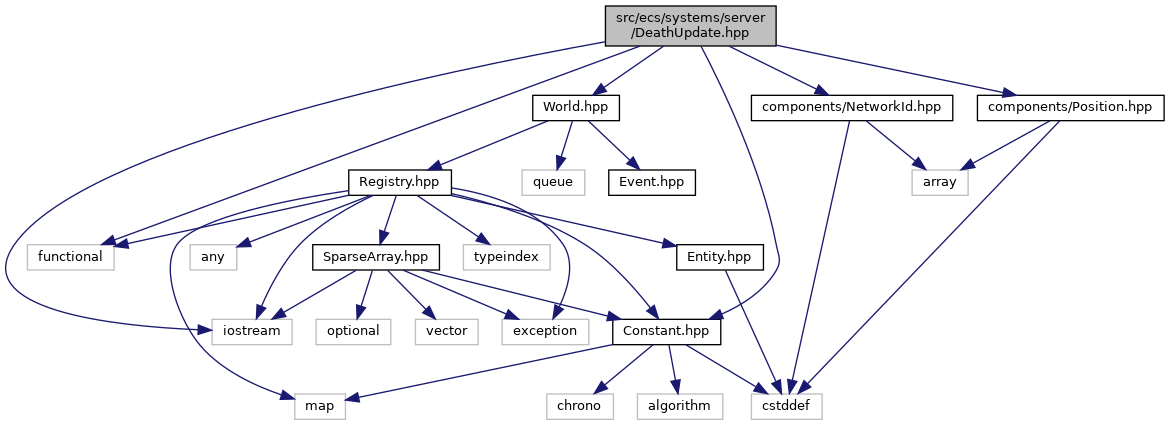 src/ecs/systems/server
/DeathUpdate.hpp
World.hpp
components/NetworkId.hpp
components/Position.hpp
Registry.hpp
queue
Event.hpp
array
functional
any
SparseArray.hpp
typeindex
Entity.hpp
iostream
optional
vector
exception
Constant.hpp
map
chrono
algorithm
cstddef